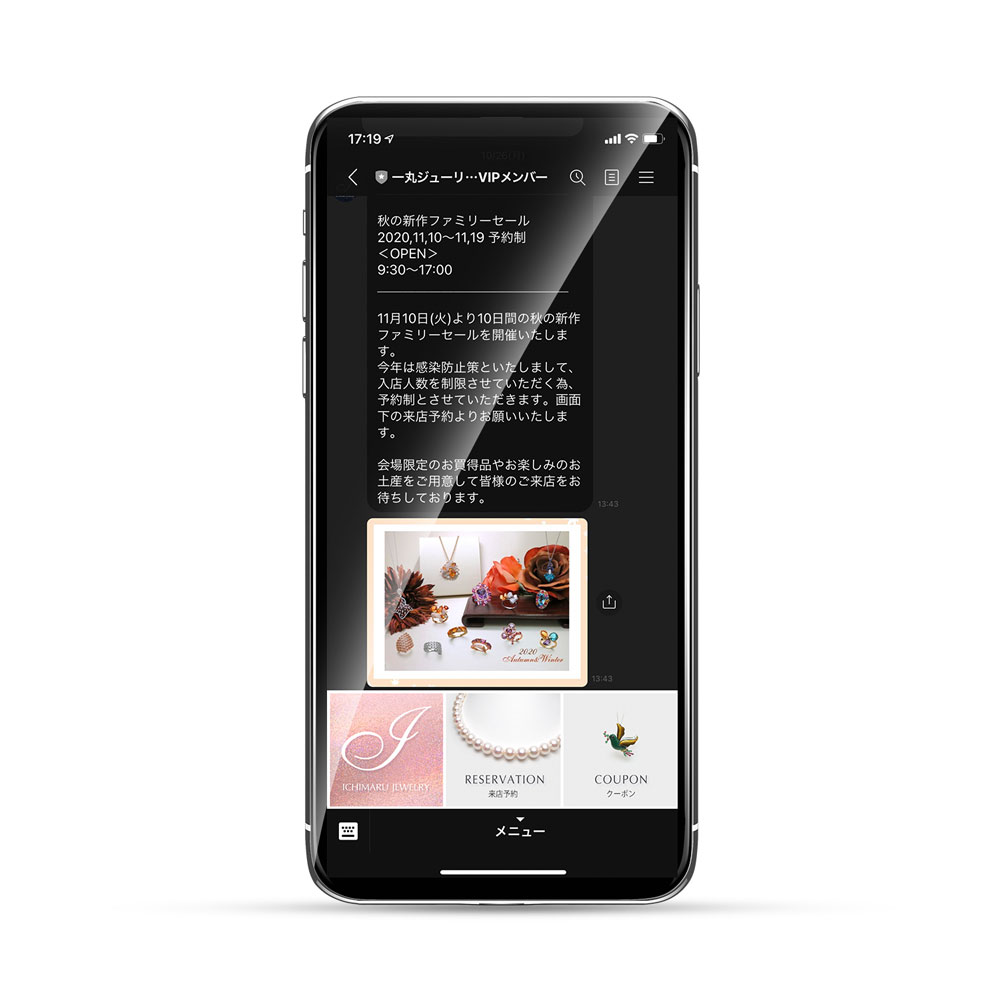 17:19
10/26(月)
一丸ジューリ…VIPメンバー
秋の新作ファミリーセール
2020,11,10〜11,19 予約制
＜OPEN＞
9:30〜17:00
11月10日(火)より10日間の秋の新作
ファミリーセールを開催いたしま
す。
今年は感染防止策といたしまして、
入店人数を制限させていただく為、
予約制とさせていただきます。画面
下の来店予約よりお願いいたしま
す。
会場限定のお買得品やお楽しみのお
土産をご用意して皆様のご来店をお
待ちしております。
13:43
2020
Autumn&Winter
13:43
J
ICHIMARU JEWELRY
RESERVATION
来店予約
COUPON
クーポン
メニュー